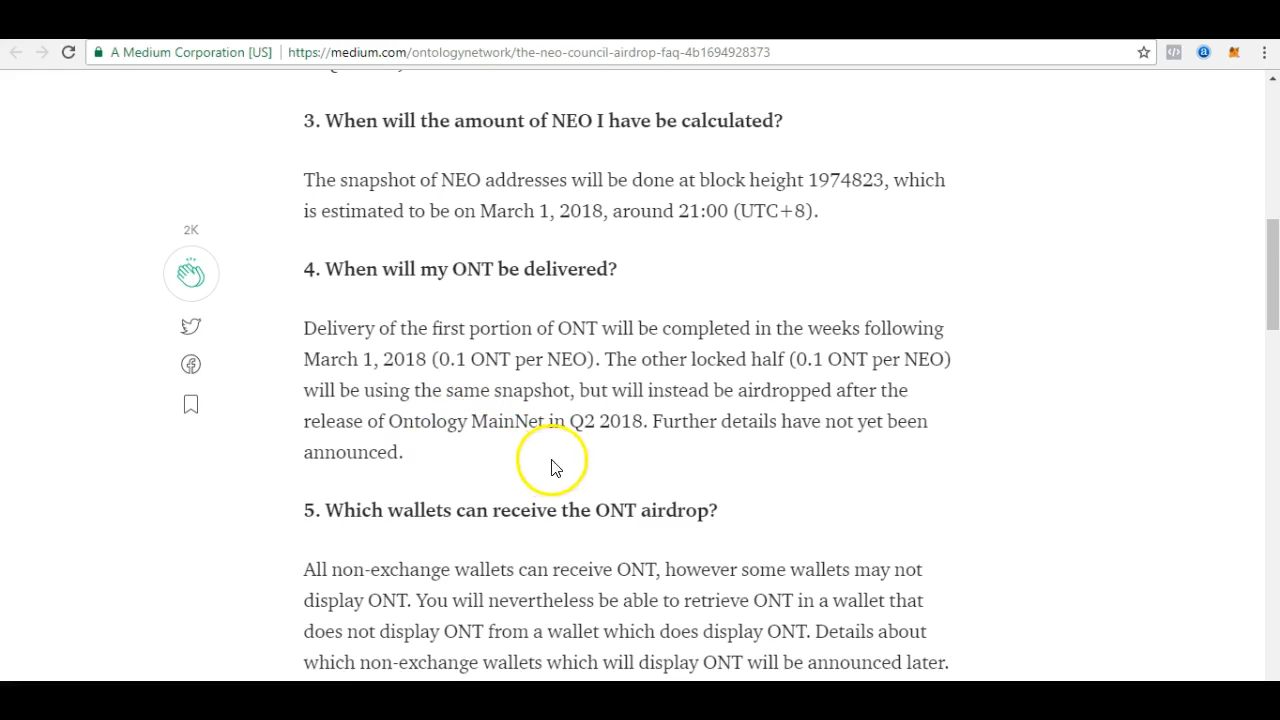 A Medium Corporation [US] https://medium.com/ontologynetwork/the-neo-council-airdrop-faq-4b1694928373
3. When will the amount of NEO I have be calculated?
The snapshot of NEO addresses will be done at block height 1974823, which
is estimated to be on March 1, 2018, around 21:00 (UTC+8).
2K
4. When will my ONT be delivered?
Delivery of the first portion of ONT will be completed in the weeks following
March 1, 2018 (0.1 ONT per NEO). The other locked half (0.1 ONT per NEO)
will be using the same snapshot, but will instead be airdropped after the
release of Ontology MainNet in Q2 2018. Further details have not yet been
announced.
5. Which wallets can receive the ONT airdrop?
All non-exchange wallets can receive ONT, however some wallets may not
display ONT. You will nevertheless be able to retrieve ONT in a wallet that
does not display ONT from a wallet which does display ONT. Details about
which non-exchange wallets which will display ONT will be announced later.